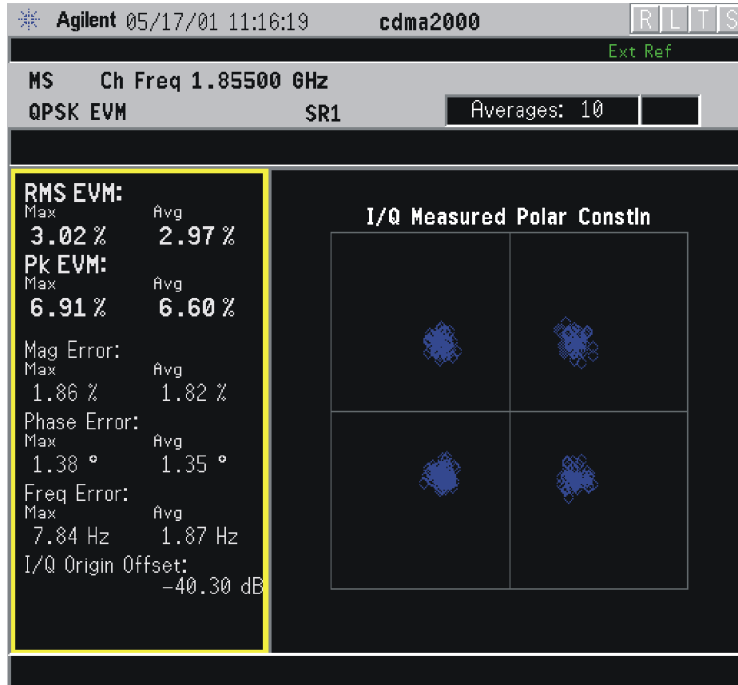 Agilent 05/17/01 11:16:19 cdma2000 R L T S
Ext Ref
MS Ch Freq 1.85500 GHz
QPSK EVM SR1 Averages: 10
RMS EVM:
Max Avg
3.02 % 2.97 %
Pk EVM:
Max Avg
6.91 % 6.60 %
Mag Error:
Max Avg
1.86 % 1.82 %
Phase Error:
Max Avg
1.38 ° 1.35 °
Freq Error:
Max Avg
7.84 Hz 1.87 Hz
I/Q Origin Offset:
-40.30 dB
I/Q Measured Polar Constln